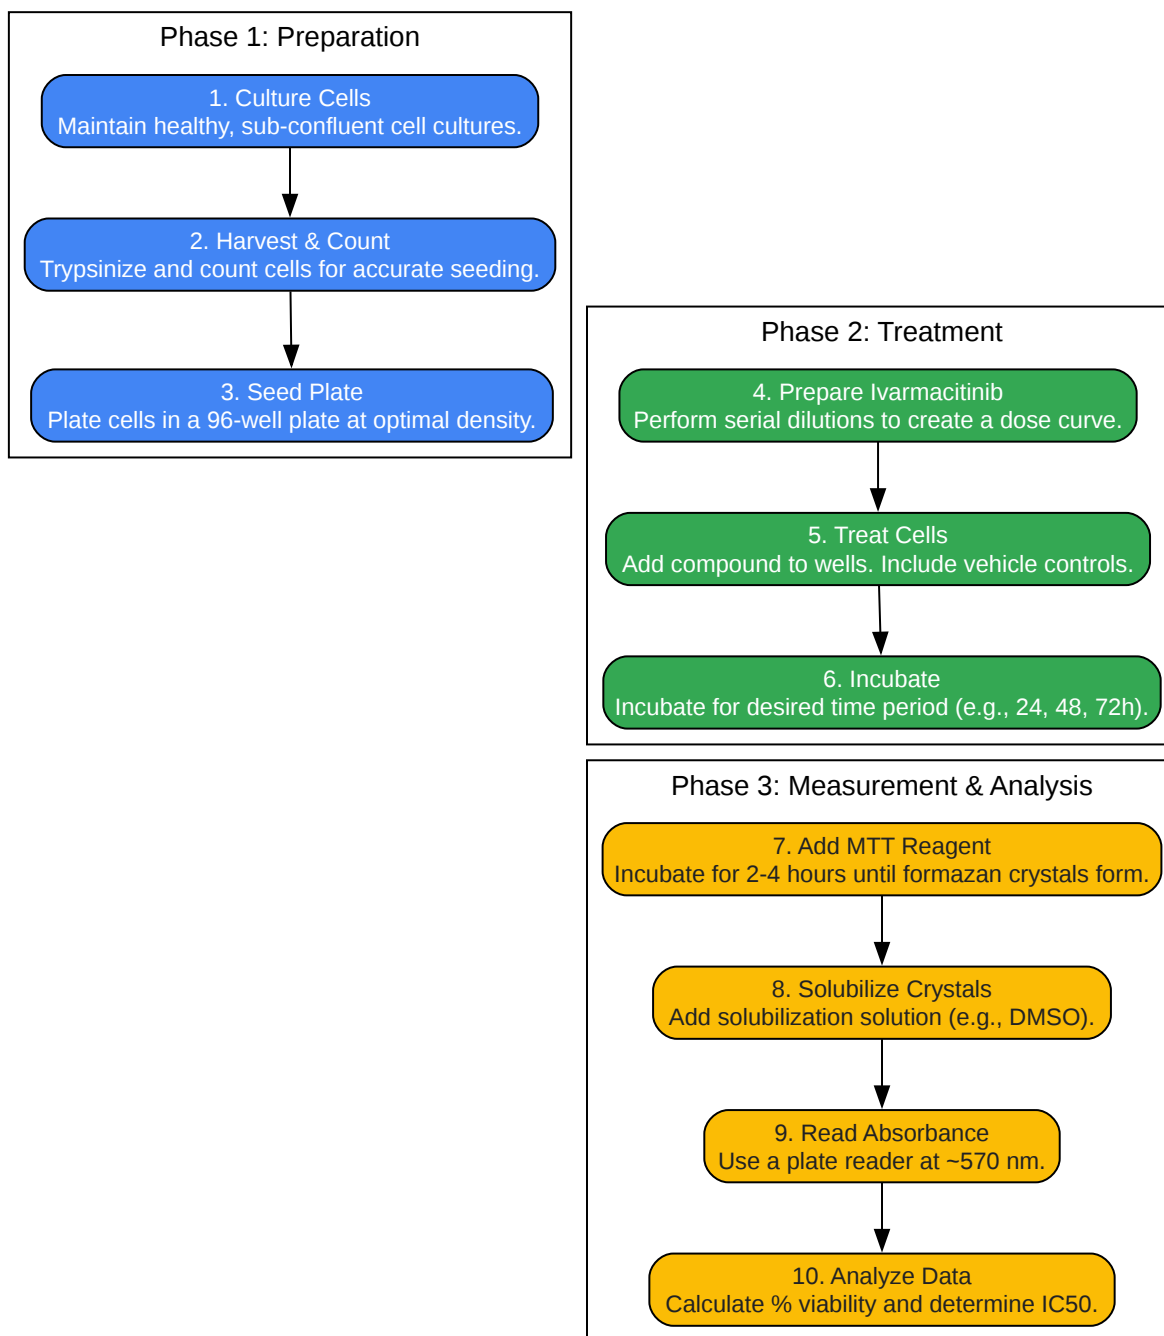 Phase 1: Preparation
1. Culture Cells
Maintain healthy, sub-confluent cell cultures.
2. Harvest & Count
Trypsinize and count cells for accurate seeding.
3. Seed Plate
Plate cells in a 96-well plate at optimal density.
Phase 2: Treatment
4. Prepare Ivarmacitinib
Perform serial dilutions to create a dose curve.
5. Treat Cells
Add compound to wells. Include vehicle controls.
6. Incubate
Incubate for desired time period (e.g., 24, 48, 72h).
Phase 3: Measurement & Analysis
7. Add MTT Reagent
Incubate for 2-4 hours until formazan crystals form.
8. Solubilize Crystals
Add solubilization solution (e.g., DMSO).
9. Read Absorbance
Use a plate reader at ~570 nm.
10. Analyze Data
Calculate % viability and determine IC50.